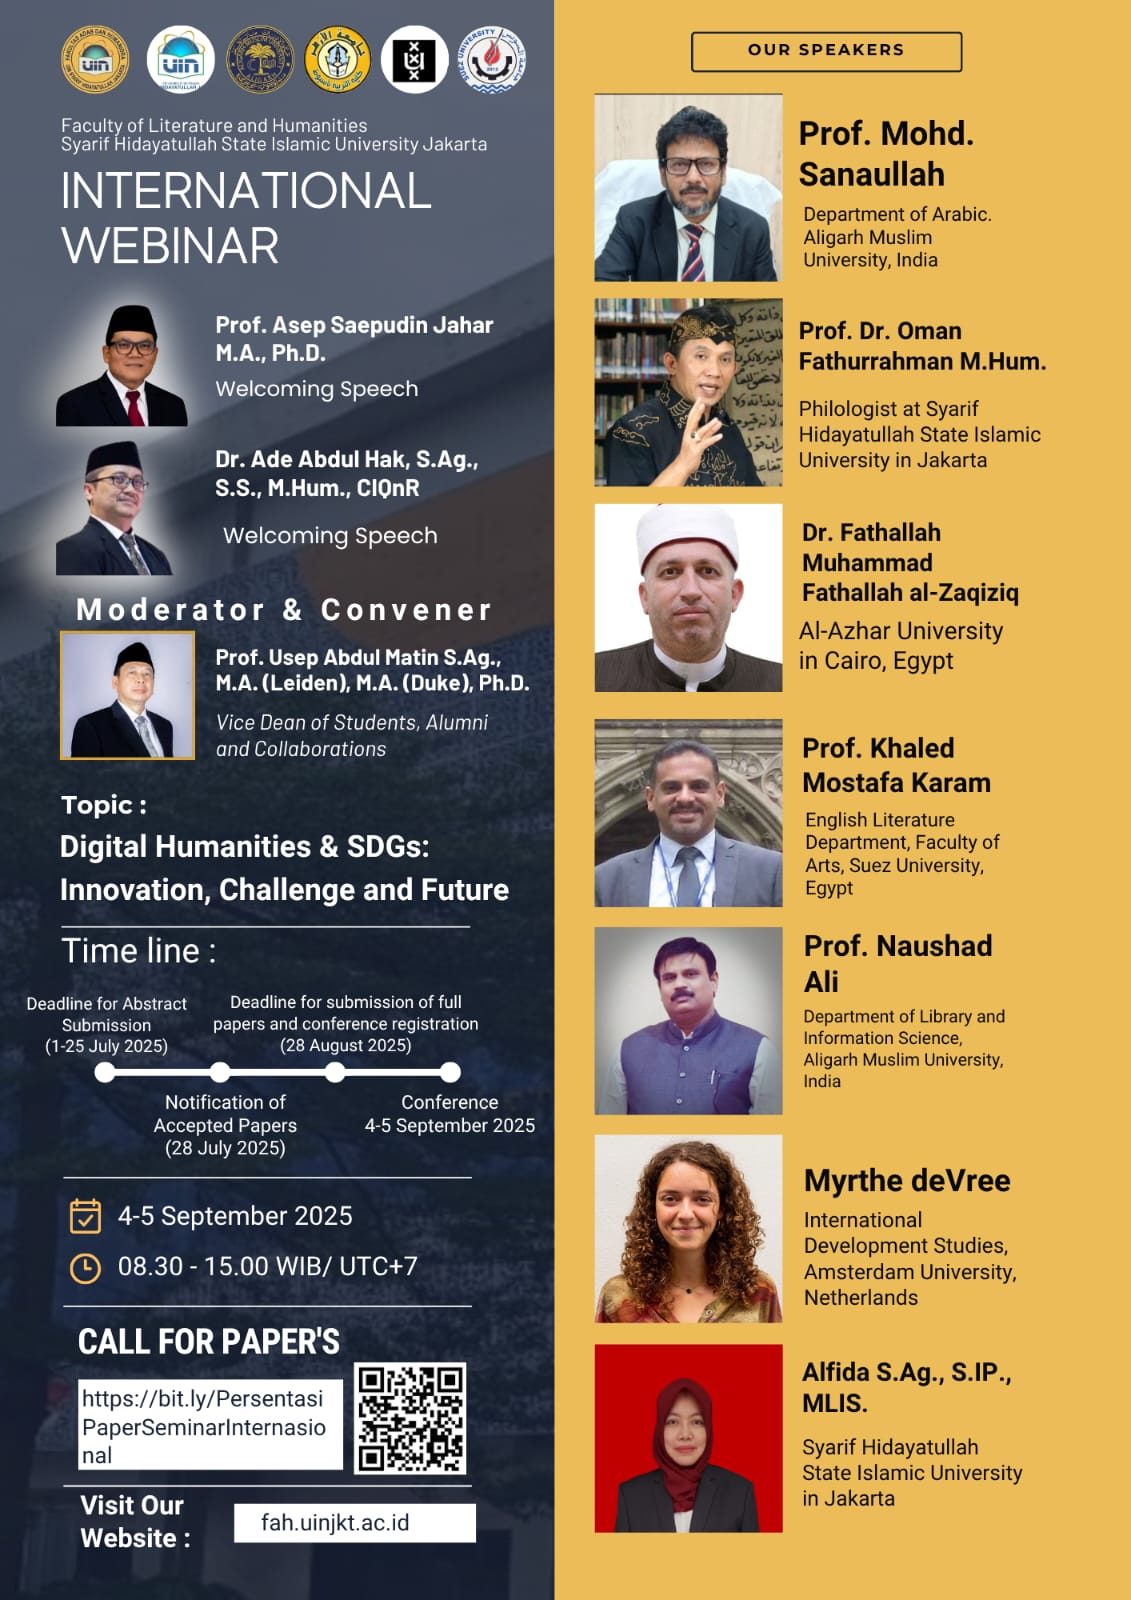 Faculty of Literature and Humanities
Syarif Hidayatullah State Islamic University Jakarta
INTERNATIONAL
WEBINAR
Prof. Asep Saepudin Jahar
M.A., Ph.D.
Welcoming Speech
Dr. Ade Abdul Hak, S.Ag.,
S.S., M.Hum., CIQnR
Welcoming Speech
Moderator & Convener
Prof. Usep Abdul Matin S.Ag.,
M.A. (Leiden), M.A. (Duke), Ph.D.
Vice Dean of Students, Alumni
and Collaborations
Topic :
Digital Humanities & SDGs:
Innovation, Challenge and Future
Time line :
Deadline for Abstract
Submission
(1-25 July 2025)
Deadline for submission of full
papers and conference registration
(28 August 2025)
Notification of
Accepted Papers
(28 July 2025)
Conference
4-5 September 2025
4-5 September 2025
08.30 - 15.00 WIB/ UTC+7
CALL FOR PAPER'S
https://bit.ly/Persentasi
PaperSeminarInternasio
nal
Visit Our
Website :
fah.uinjkt.ac.id
OUR SPEAKERS
Prof. Mohd.
Sanaullah
Department of Arabic.
Aligarh Muslim
University, India
Prof. Dr. Oman
Fathurrahman M.Hum.
Philologist at Syarif
Hidayatullah State Islamic
University in Jakarta
Dr. Fathallah
Muhammad
Fathallah al-Zaqiziq
Al-Azhar University
in Cairo, Egypt
Prof. Khaled
Mostafa Karam
English Literature
Department, Faculty of
Arts, Suez University,
Egypt
Prof. Naushad
Ali
Department of Library and
Information Science,
Aligarh Muslim University,
India
Myrthe deVree
International
Development Studies,
Amsterdam University,
Netherlands
Alfida S.Ag., S.IP.,
MLIS.
Syarif Hidayatullah
State Islamic University
in Jakarta